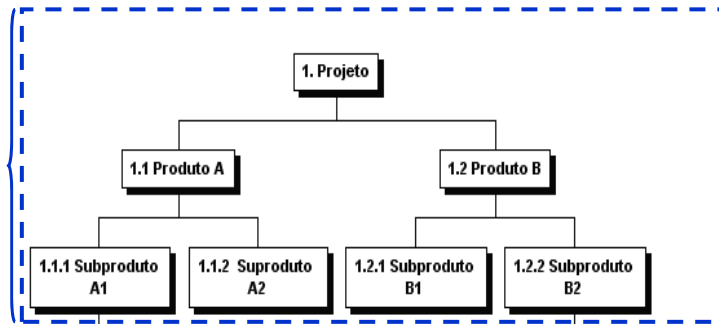 1. Projeto
1.1 Produto A
1.2 Produto B
1.1.1 Subproduto
A1
1.1.2 Suproduto
A2
1.2.1 Subproduto
B1
1.2.2 Subproduto
B2